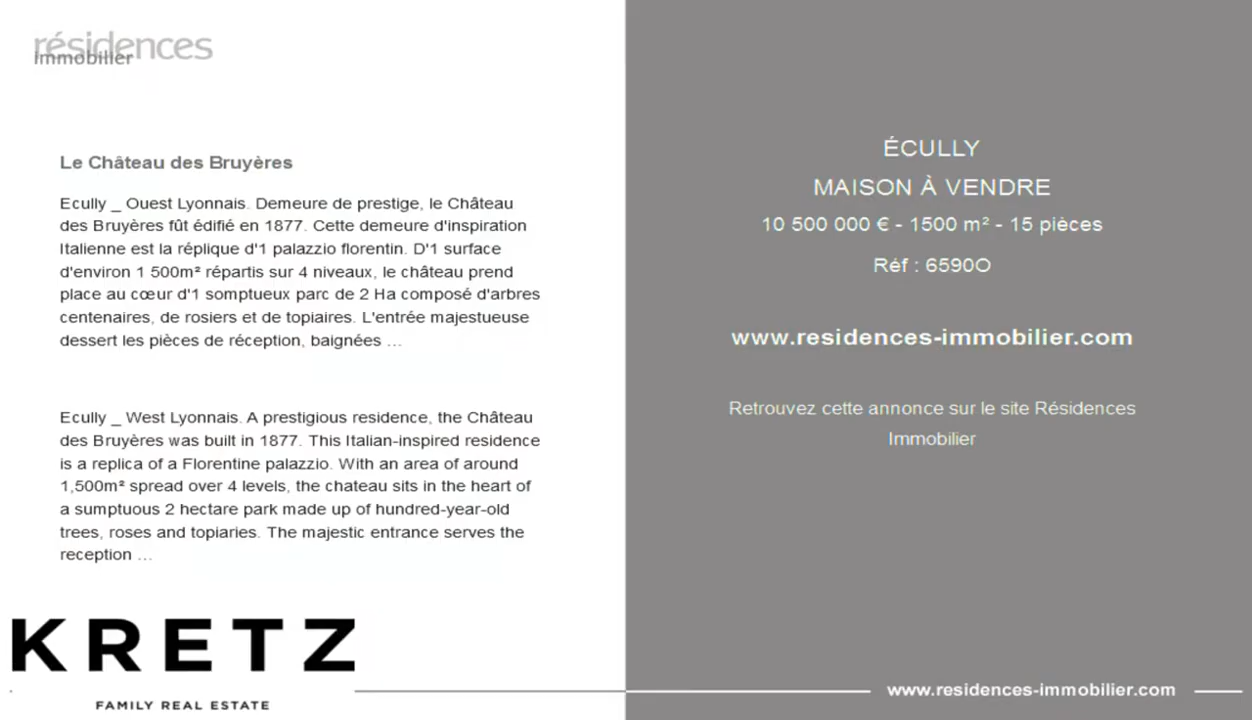 résidences
immobilier
Le Château des Bruyères
Ecully _ Ouest Lyonnais. Demeure de prestige, le Château
des Bruyères fût édifié en 1877. Cette demeure d'inspiration
Italienne est la réplique d'1 palazzio florentin. D'1 surface
d'environ 1 500m² répartis sur 4 niveaux, le château prend
place au cœur d'1 somptueux parc de 2 Ha composé d'arbres
centenaires, de rosiers et de topiaires. L'entrée majestueuse
dessert les pièces de réception, baignées ...
Ecully _ West Lyonnais. A prestigious residence, the Château
des Bruyères was built in 1877. This Italian-inspired residence
is a replica of a Florentine palazzio. With an area of around
1,500m² spread over 4 levels, the chateau sits in the heart of
a sumptuous 2 hectare park made up of hundred-year-old
trees, roses and topiaries. The majestic entrance serves the
reception ...
KRETZ
FAMILY REAL ESTATE
ÉCULLY
MAISON À VENDRE
10 500 000 € - 1500 m² - 15 pièces
Réf : 6590O
www.residences-immobilier.com
Retrouvez cette annonce sur le site Résidences
Immobilier
www.residences-immobilier.com